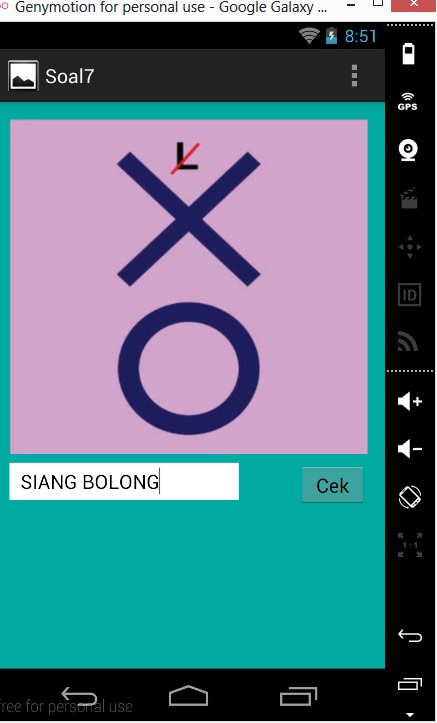 Genymotion for personal use - Google Galaxy ...
8:51
Soal7
GPS
L
X
O
ID
SIANG BOLONG
Cek
1:1
free for personal use